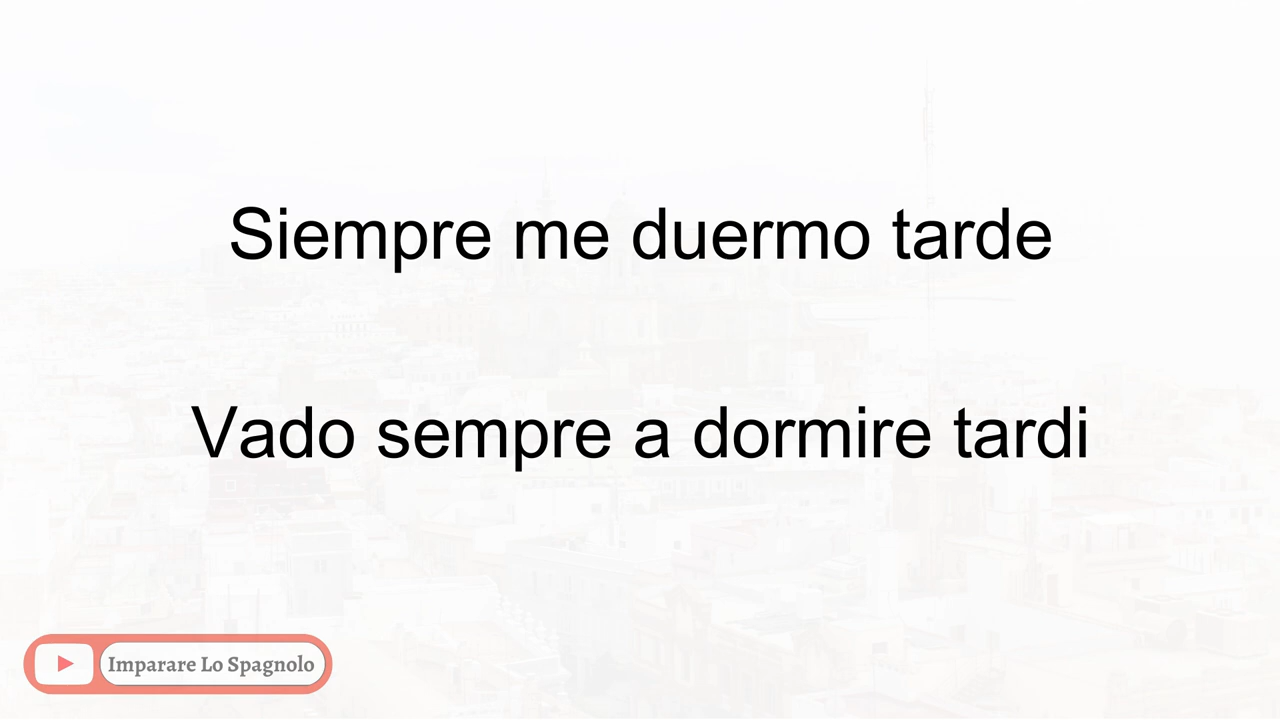 Siempre me duermo tarde
Vado sempre a dormire tardi
Imparare Lo Spagnolo